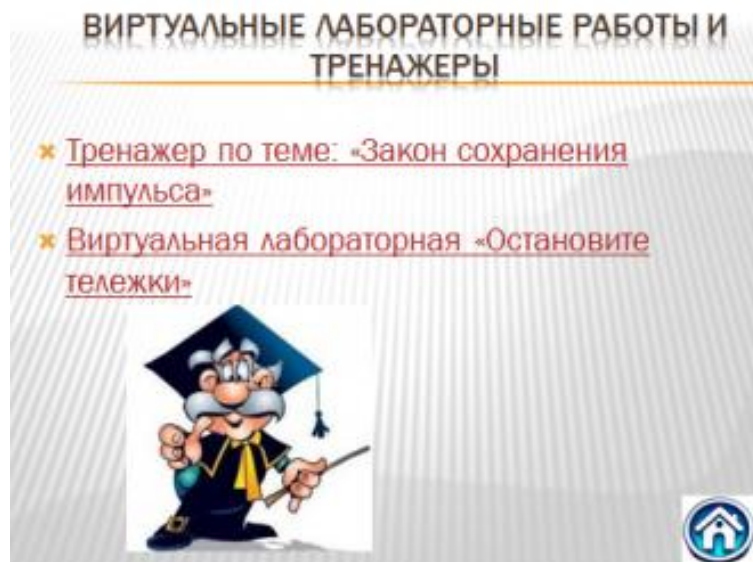 ВИРТУАЛЬНЫЕ ЛАБОРАТОРНЫЕ РАБОТЫ И
ТРЕНАЖЕРЫ
Тренажер по теме: «Закон сохранения
импульса»
Виртуальная лабораторная «Остановите
тележки»